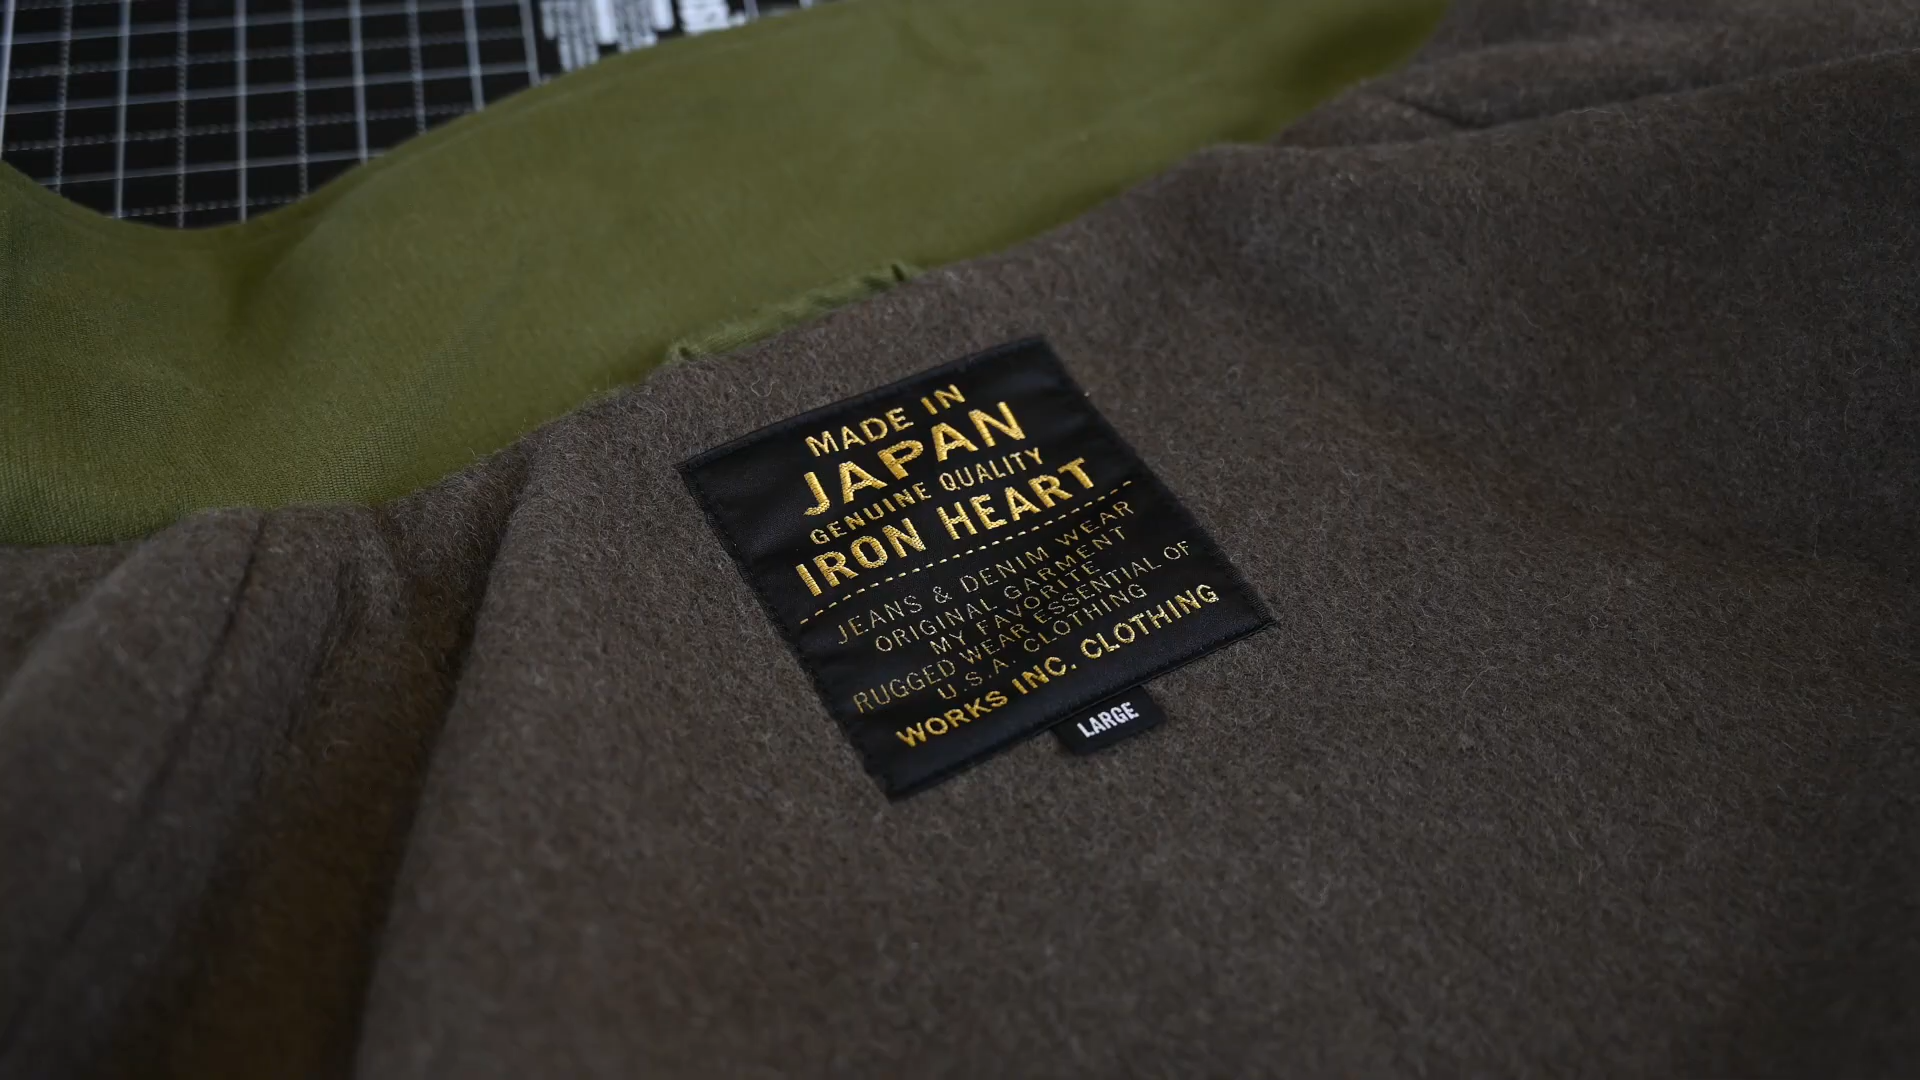 MADE IN
JAPAN
GENUINE QUALITY
IRON HEART
JEANS & DENIM WEAR
ORIGINAL GARMENT
MY FAVORITE
RUGGED WEAR ESSENTIAL OF
U.S.A. CLOTHING
WORKS INC. CLOTHING
LARGE